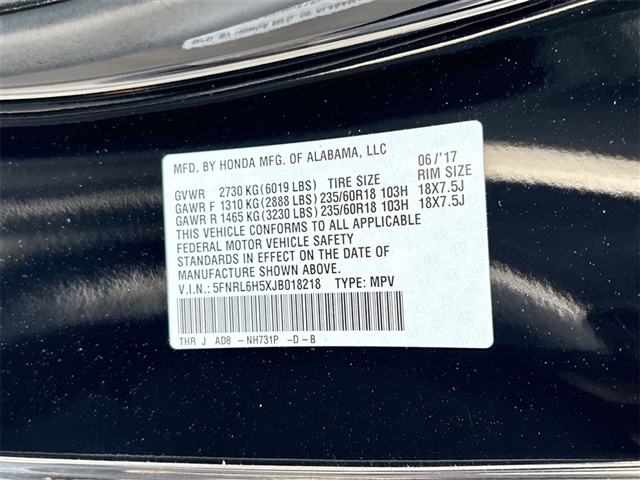 MFD. BY HONDA MFG. OF ALABAMA, LLC 06/'17
GVWR 2730 KG (6019 LBS) TIRE SIZE RIM SIZE
GAWR F 1310 KG (2888 LBS) 235/60R18 103H 18X7.5J
GAWR R 1465 KG (3230 LBS) 235/60R18 103H 18X7.5J
THIS VEHICLE CONFORMS TO ALL APPLICABLE
FEDERAL MOTOR VEHICLE SAFETY
STANDARDS IN EFFECT ON THE DATE OF
MANUFACTURE SHOWN ABOVE.
V.I.N.: 5FNRL6H5XJB018218 TYPE: MPV
THR J AD8 -NH731P -D-B